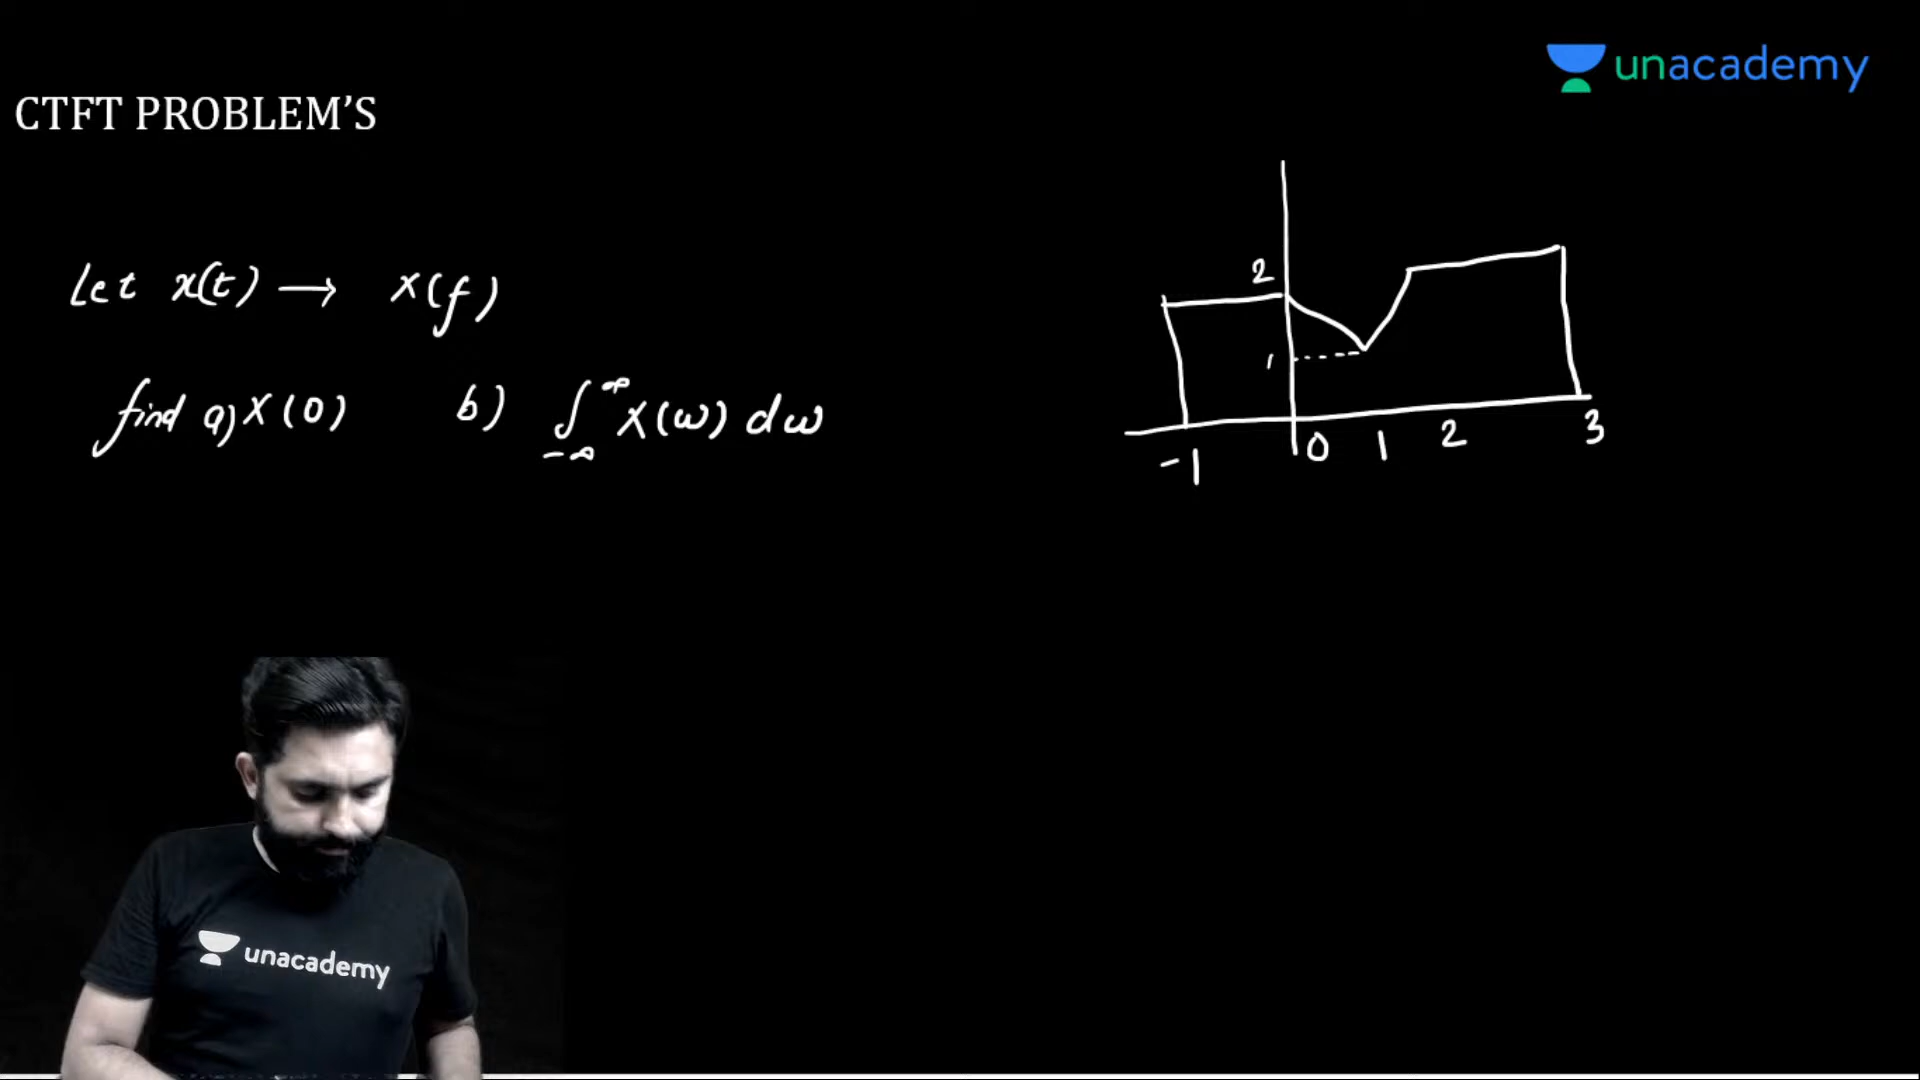 unacademy
CTFT PROBLEM'S
Let x(t) → X(f)
find a) X(0) b) ∫_{-∞}^{∞} X(ω) dω
2
1
-1 0 1 2 3
unacademy